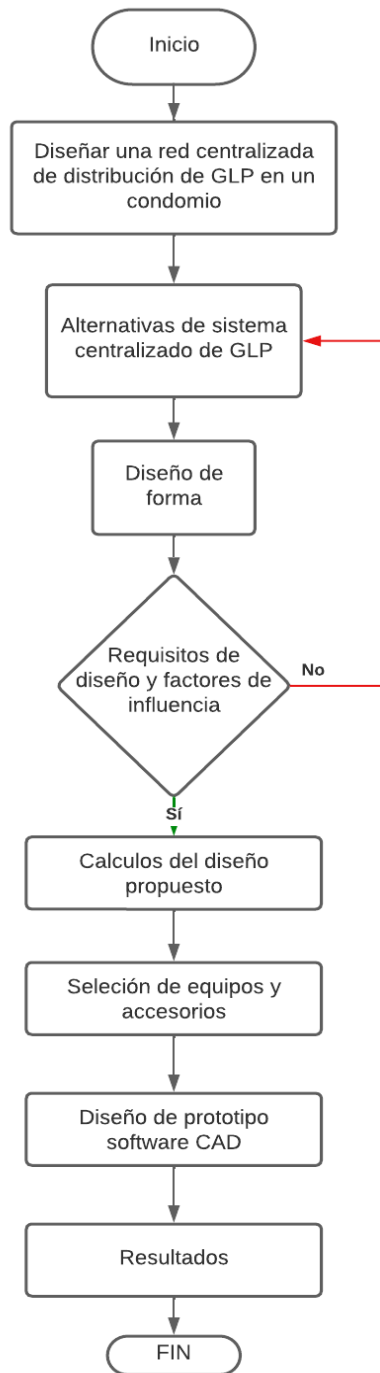 Inicio
Diseñar una red centralizada
de distribución de GLP en un
condomio
Alternativas de sistema
centralizado de GLP
Diseño de
forma
Requisitos de
diseño y factores de
influencia
No
Sí
Calculos del diseño
propuesto
Seleción de equipos y
accesorios
Diseño de prototipo
software CAD
Resultados
FIN